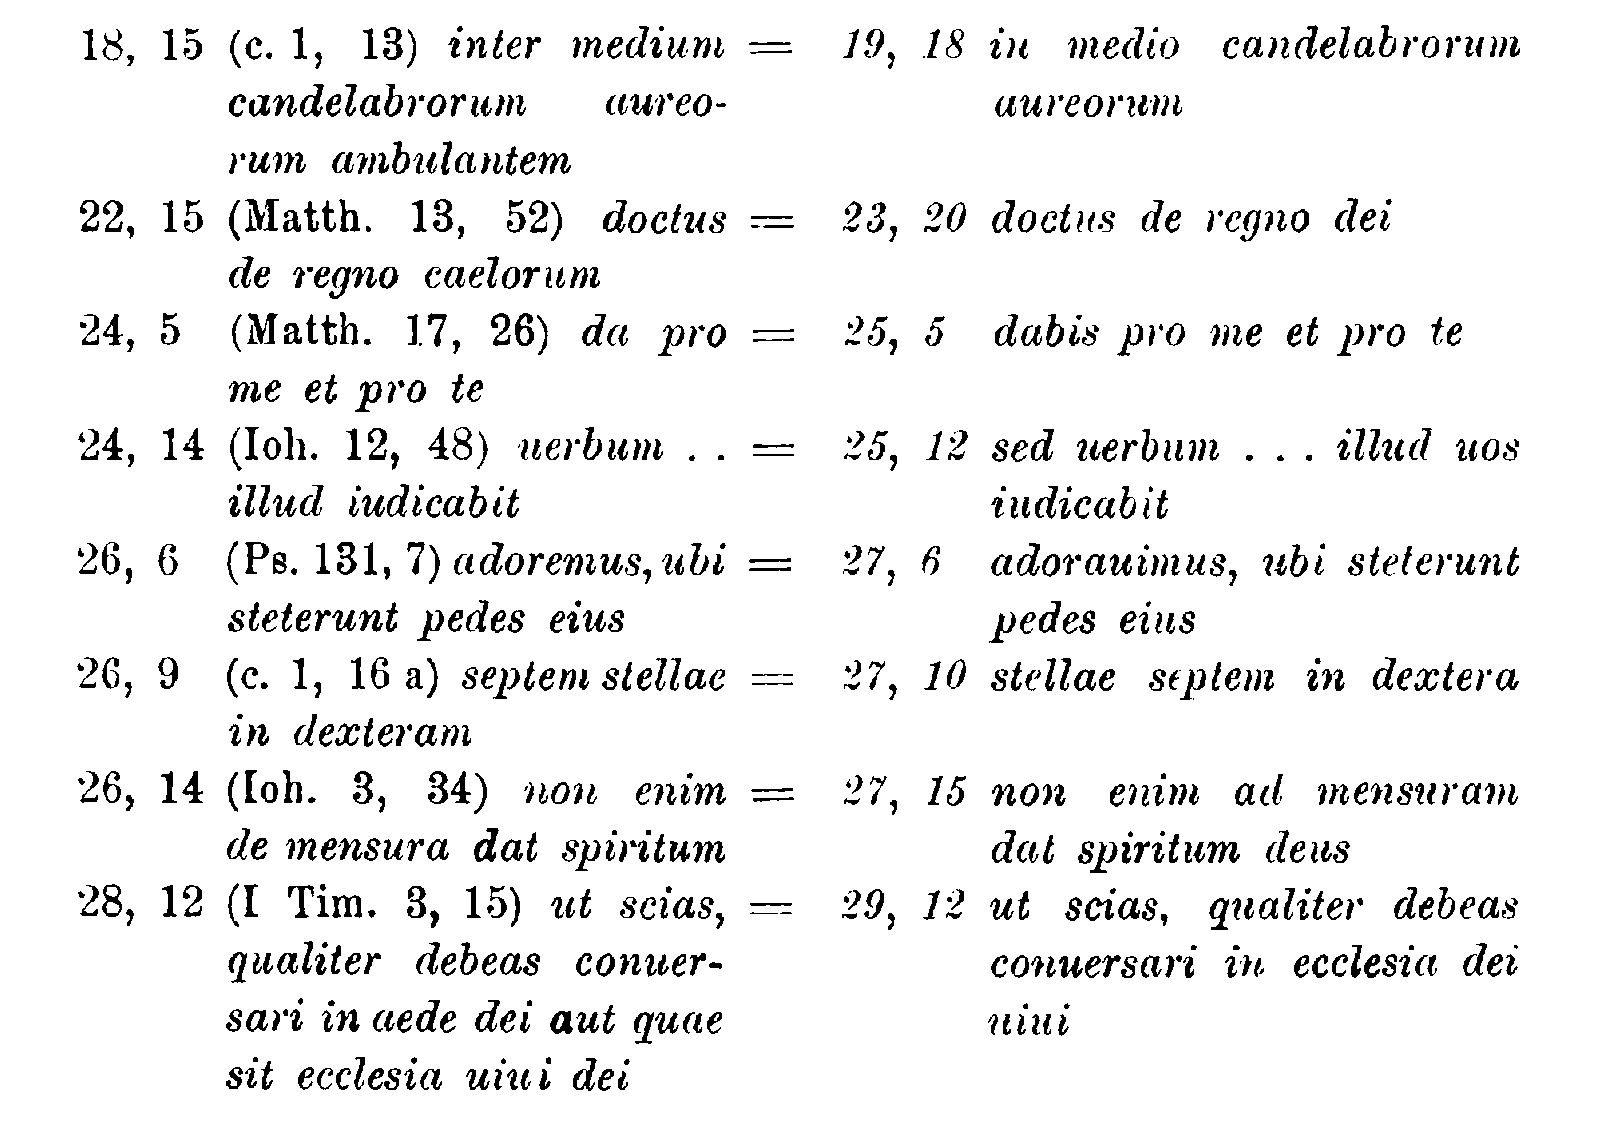 18, 15 (c. 1, 13) inter medium = 19, 18 in medio candelabrorum
candelabrorum aureo- aureorum
rum ambulantem
22, 15 (Matth. 13, 52) doctus = 23, 20 doctus de regno dei
de regno caelorum
24, 5 (Matth. 17, 26) da pro = 25, 5 dabis pro me et pro te
me et pro te
24, 14 (Ioh. 12, 48) uerbum . . = 25, 12 sed uerbum . . . illud uos
illud iudicabit iudicabit
26, 6 (Ps. 131, 7) adoremus, ubi = 27, 6 adorauimus, ubi steterunt
steterunt pedes eius pedes eius
26, 9 (c. 1, 16 a) septem stellae = 27, 10 stellae septem in dextera
in dexteram
26, 14 (Ioh. 3, 34) non enim = 27, 15 non enim ad mensuram
de mensura dat spiritum dat spiritum deus
28, 12 (I Tim. 3, 15) ut scias, = 29, 12 ut scias, qualiter debeas
qualiter debeas conuer- conuersari in ecclesia dei
sari in aede dei aut quae uiui
sit ecclesia uiui dei